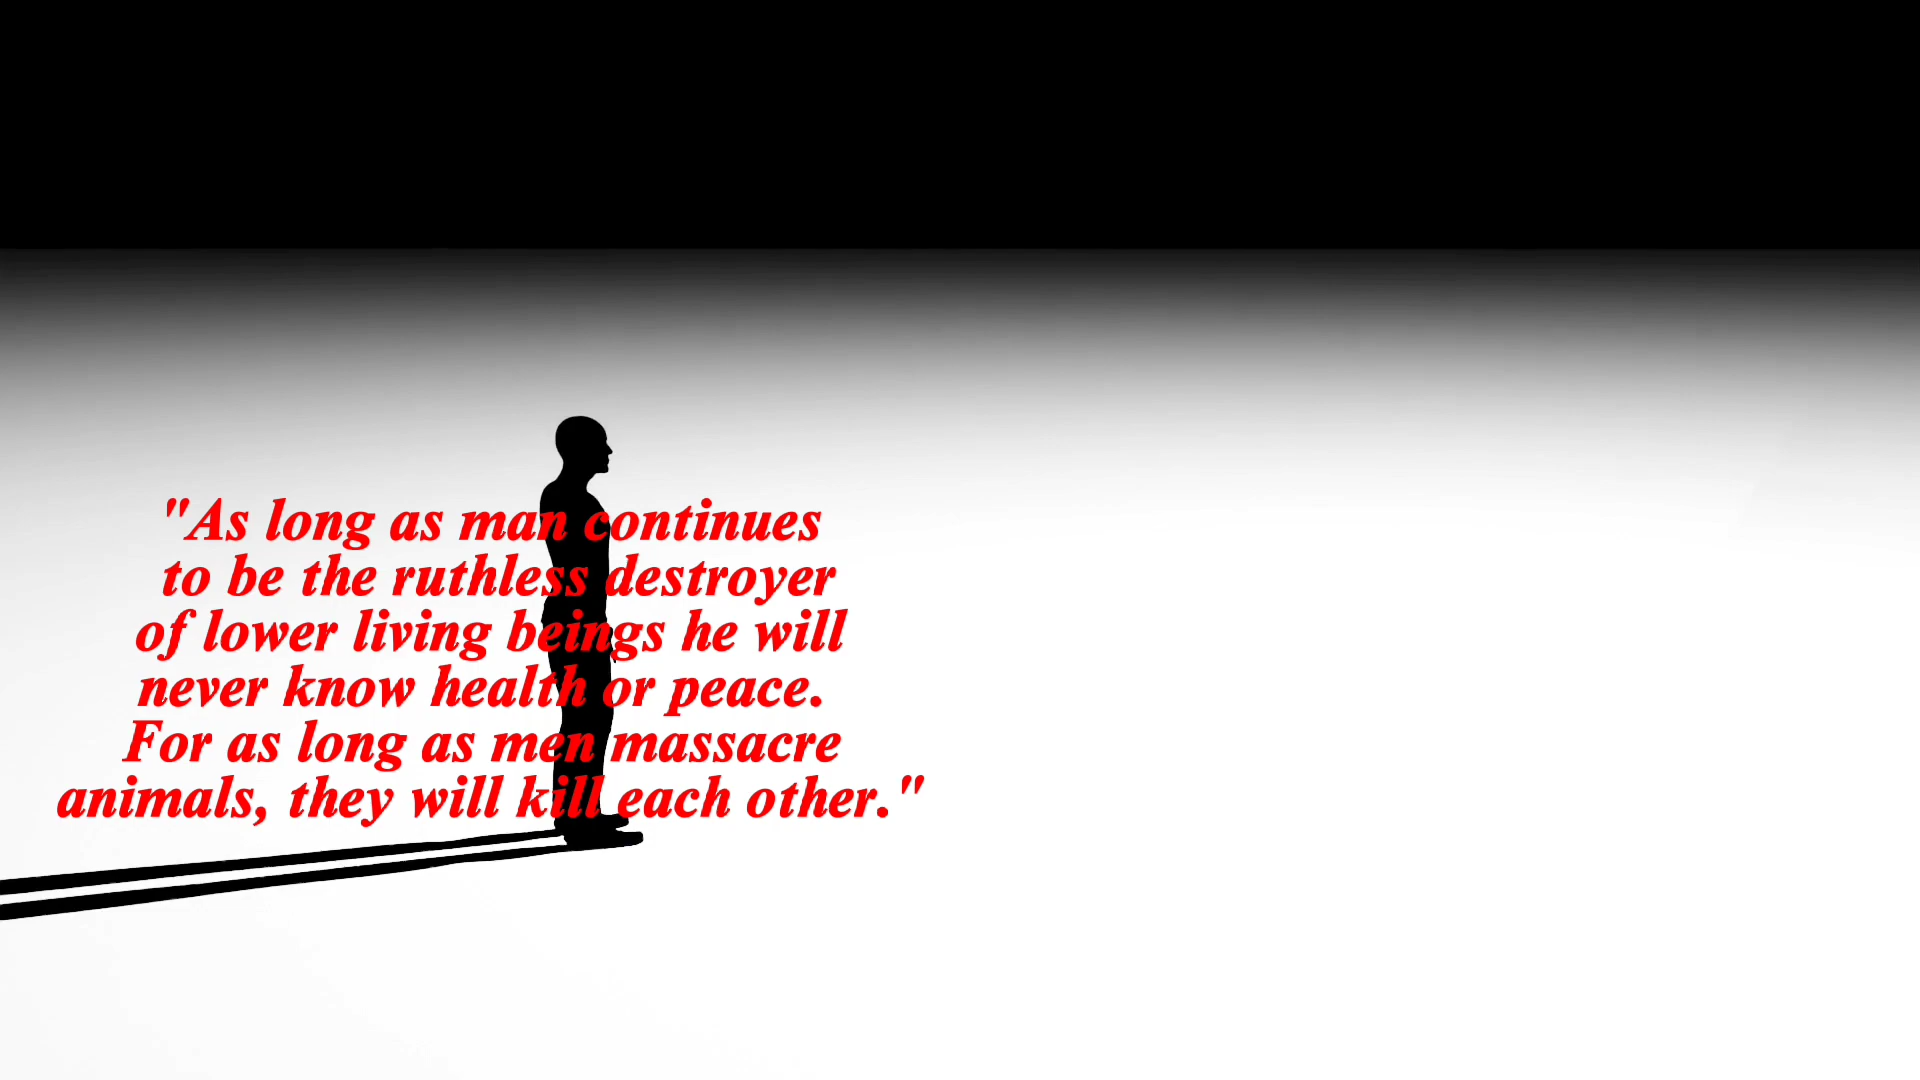 "As long as man continues
to be the ruthless destroyer
of lower living beings he will
never know health or peace.
For as long as men massacre
animals, they will kill each other."